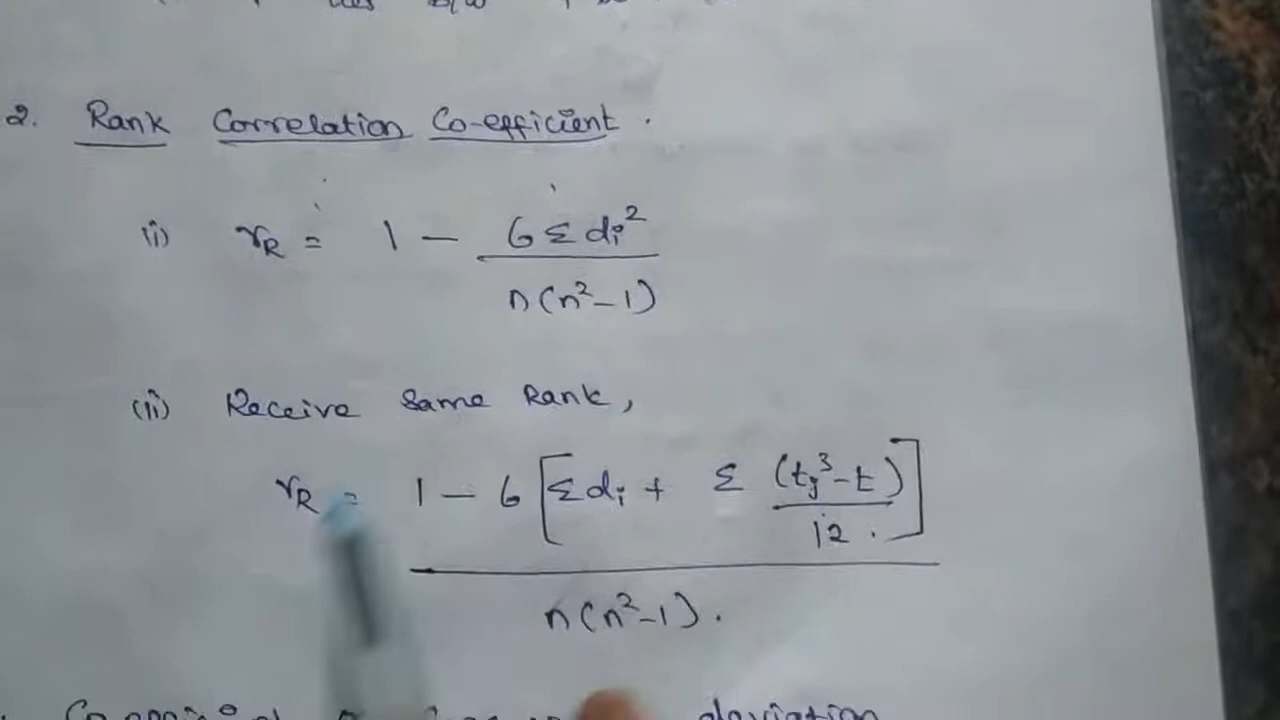 2. Rank Correlation Co-efficient.
(i) rR = 1 - 6Σdi² / n(n²-1)
(ii) Receive Same Rank,
rR = 1 - 6[Σdi + Σ (tj³-t) / 12.] / n(n²-1).
deviation